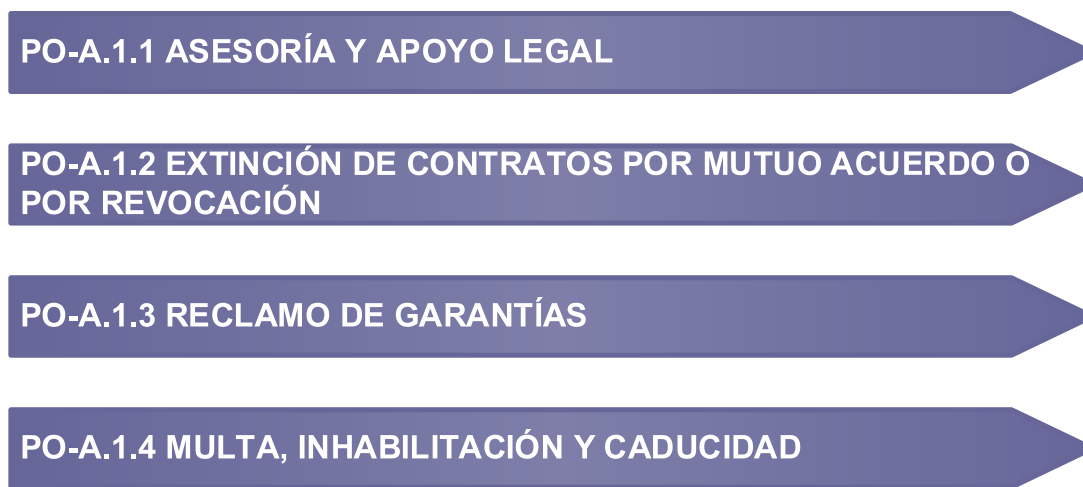 PO-A.1.1 ASESORÍA Y APOYO LEGAL
PO-A.1.2 EXTINCIÓN DE CONTRATOS POR MUTUO ACUERDO O
POR REVOCACIÓN
PO-A.1.3 RECLAMO DE GARANTÍAS
PO-A.1.4 MULTA, INHABILITACIÓN Y CADUCIDAD